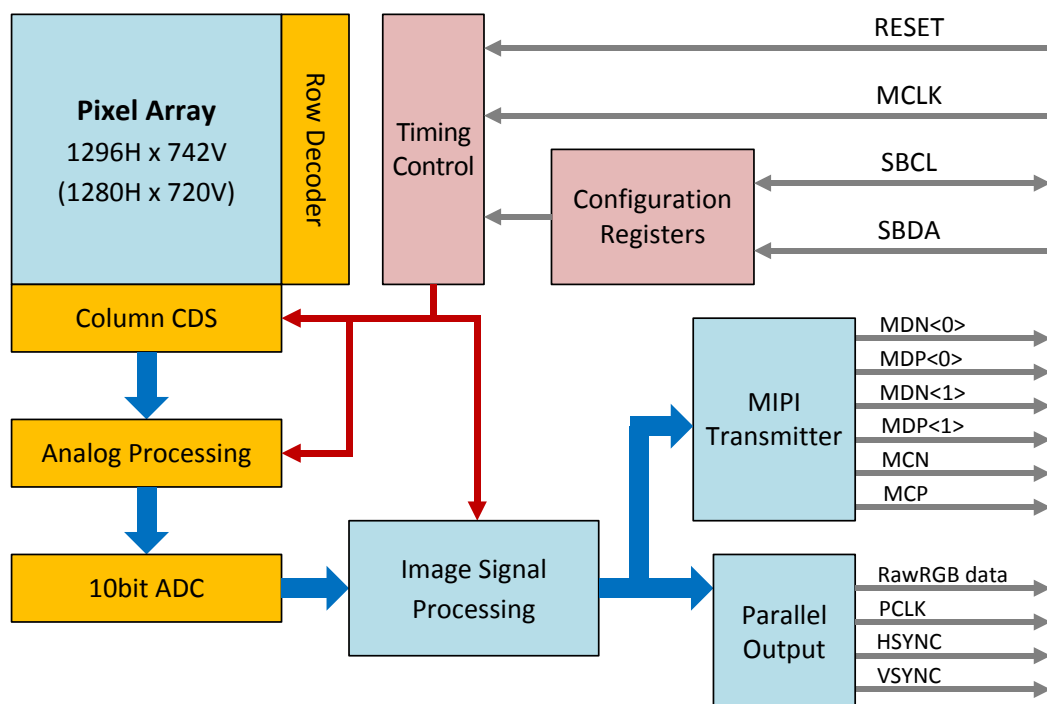 Pixel Array
1296H x 742V
(1280H x 720V)
Row Decoder
Column CDS
Analog Processing
10bit ADC
Timing
Control
Configuration
Registers
RESET
MCLK
SBCL
SBDA
Image Signal
Processing
MIPI
Transmitter
MDN<0>
MDP<0>
MDN<1>
MDP<1>
MCN
MCP
Parallel
Output
RawRGB data
PCLK
HSYNC
VSYNC